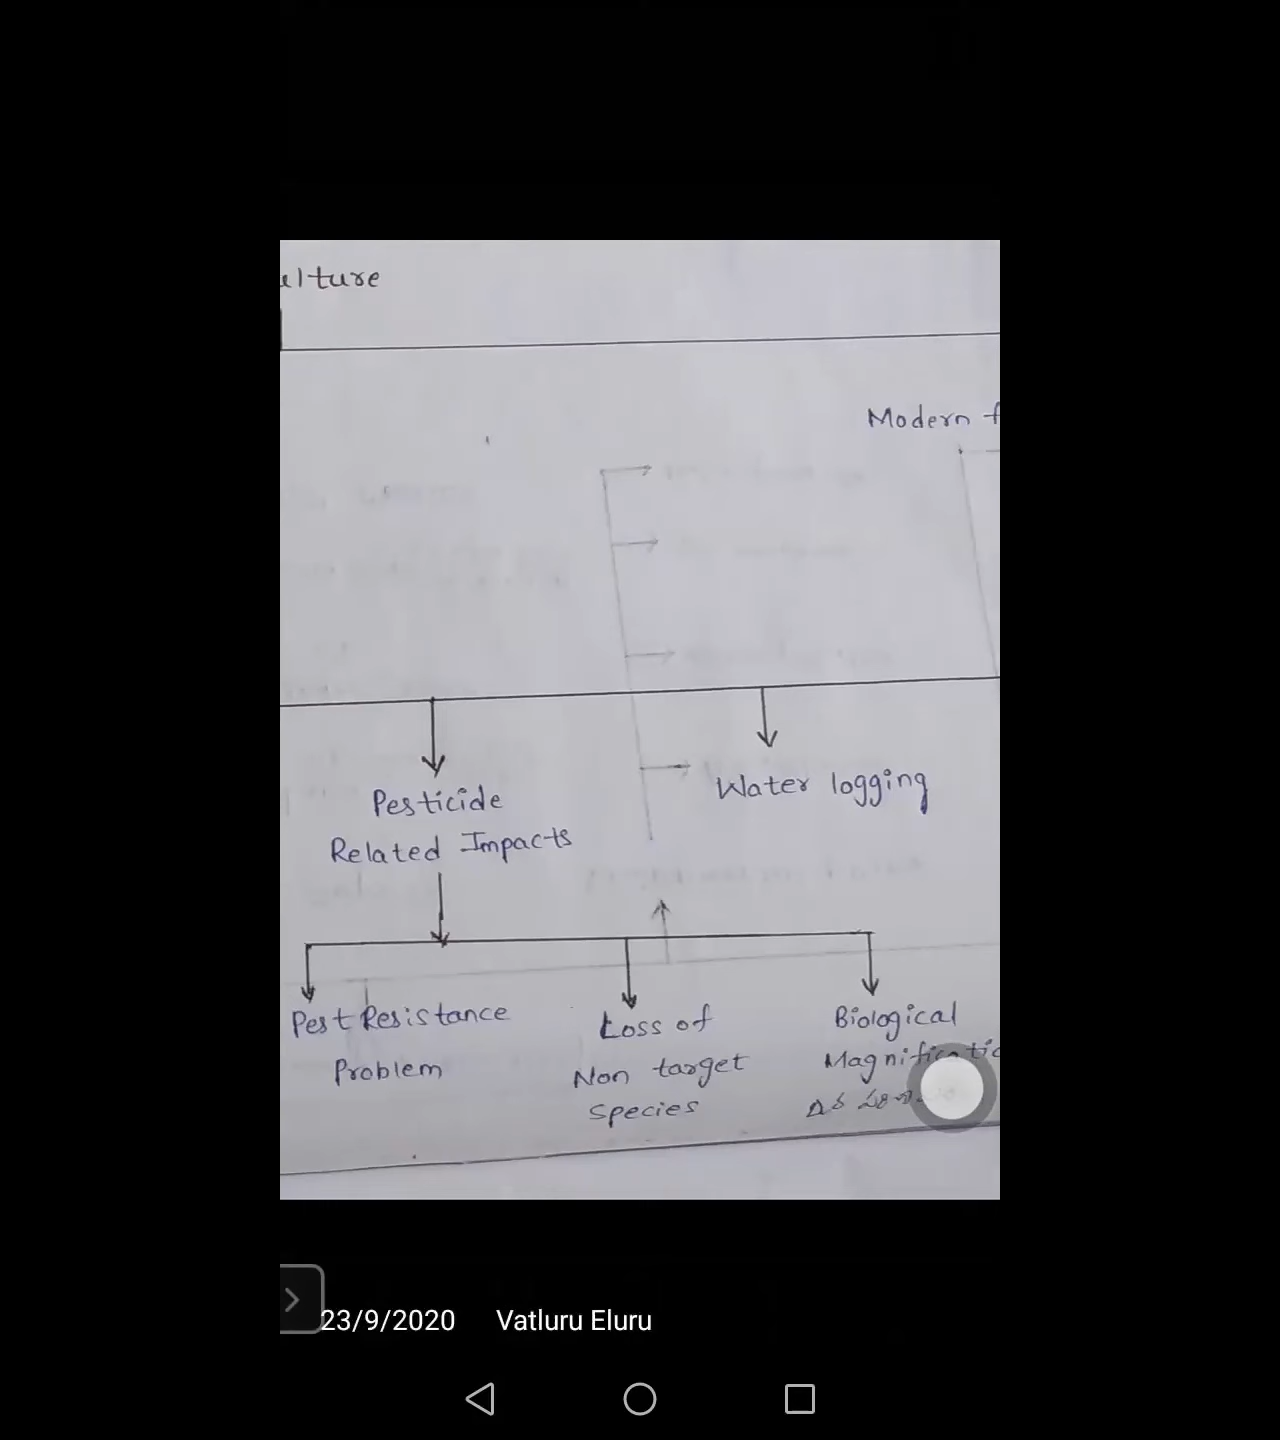 ulture
Modern f
Pesticide
Related Impacts
Water logging
Pest Resistance
Problem
Loss of
Non target
Species
Biological
23/9/2020 Vatluru Eluru